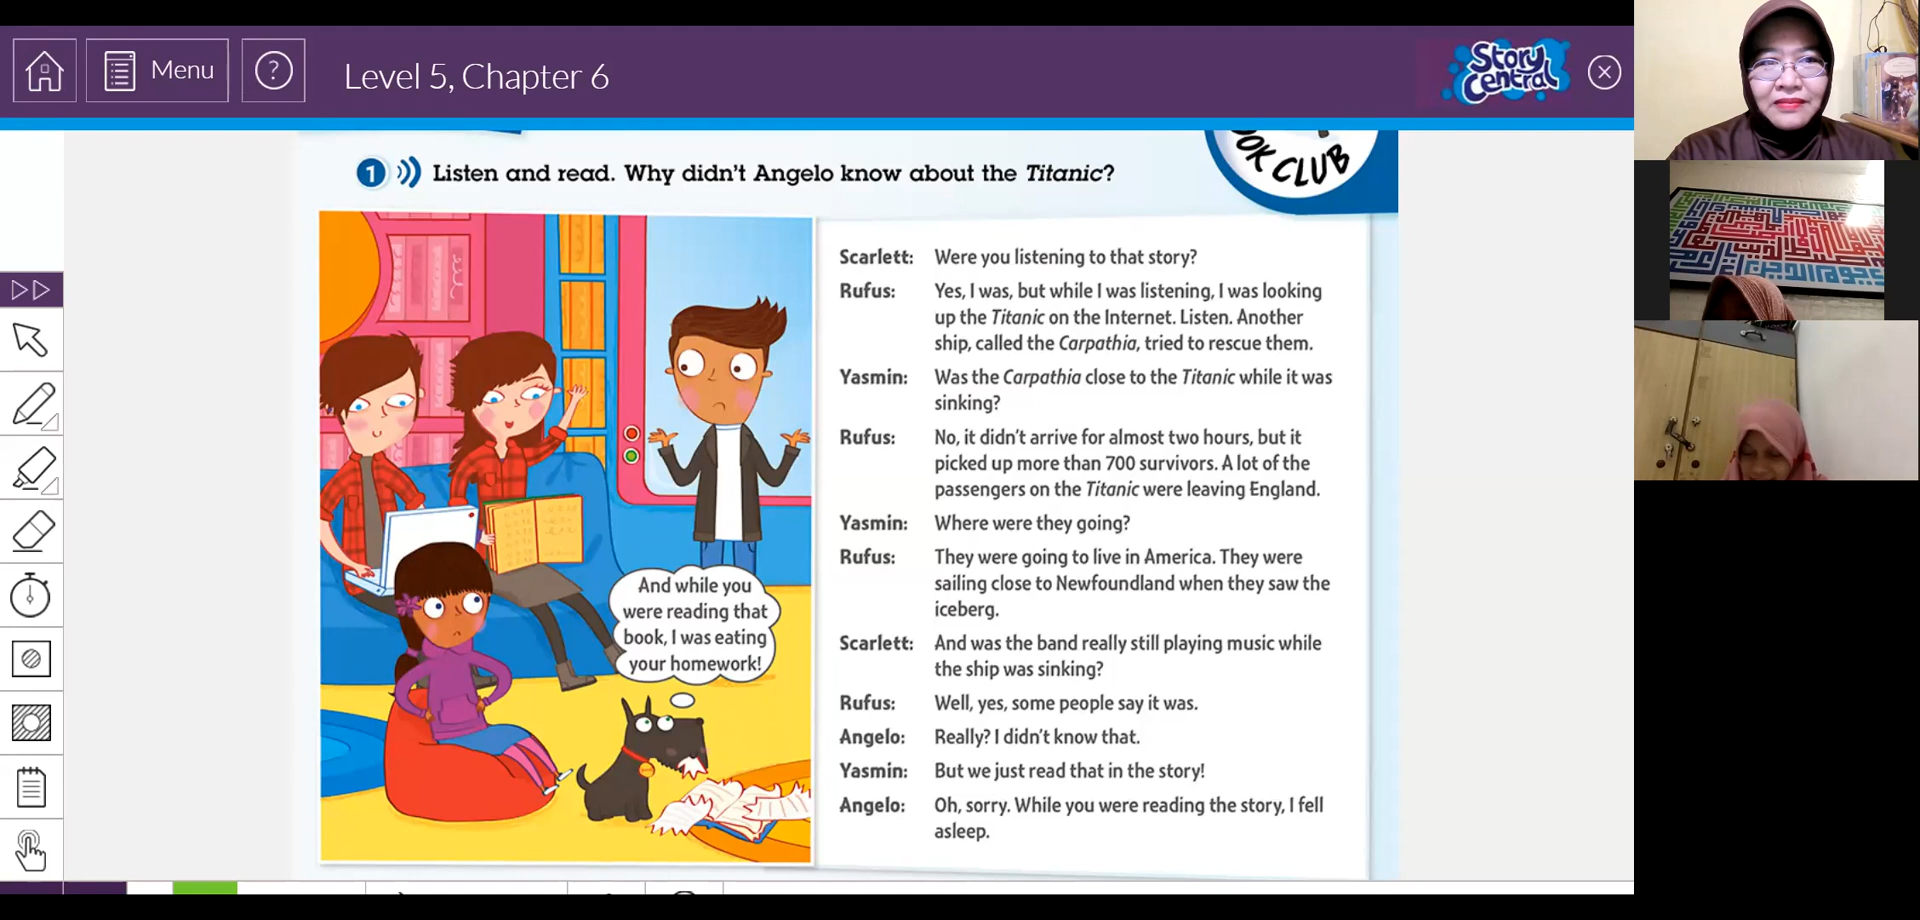 Menu
?
Level 5, Chapter 6
Story
Central
CLUB
1 Listen and read. Why didn't Angelo know about the Titanic?
And while you
were reading that
book, I was eating
your homework!
Scarlett: Were you listening to that story?
Rufus: Yes, I was, but while I was listening, I was looking
up the Titanic on the Internet. Listen. Another
ship, called the Carpathia, tried to rescue them.
Yasmin: Was the Carpathia close to the Titanic while it was
sinking?
Rufus: No, it didn't arrive for almost two hours, but it
picked up more than 700 survivors. A lot of the
passengers on the Titanic were leaving England.
Yasmin: Where were they going?
Rufus: They were going to live in America. They were
sailing close to Newfoundland when they saw the
iceberg.
Scarlett: And was the band really still playing music while
the ship was sinking?
Rufus: Well, yes, some people say it was.
Angelo: Really? I didn't know that.
Yasmin: But we just read that in the story!
Angelo: Oh, sorry. While you were reading the story, I fell
asleep.